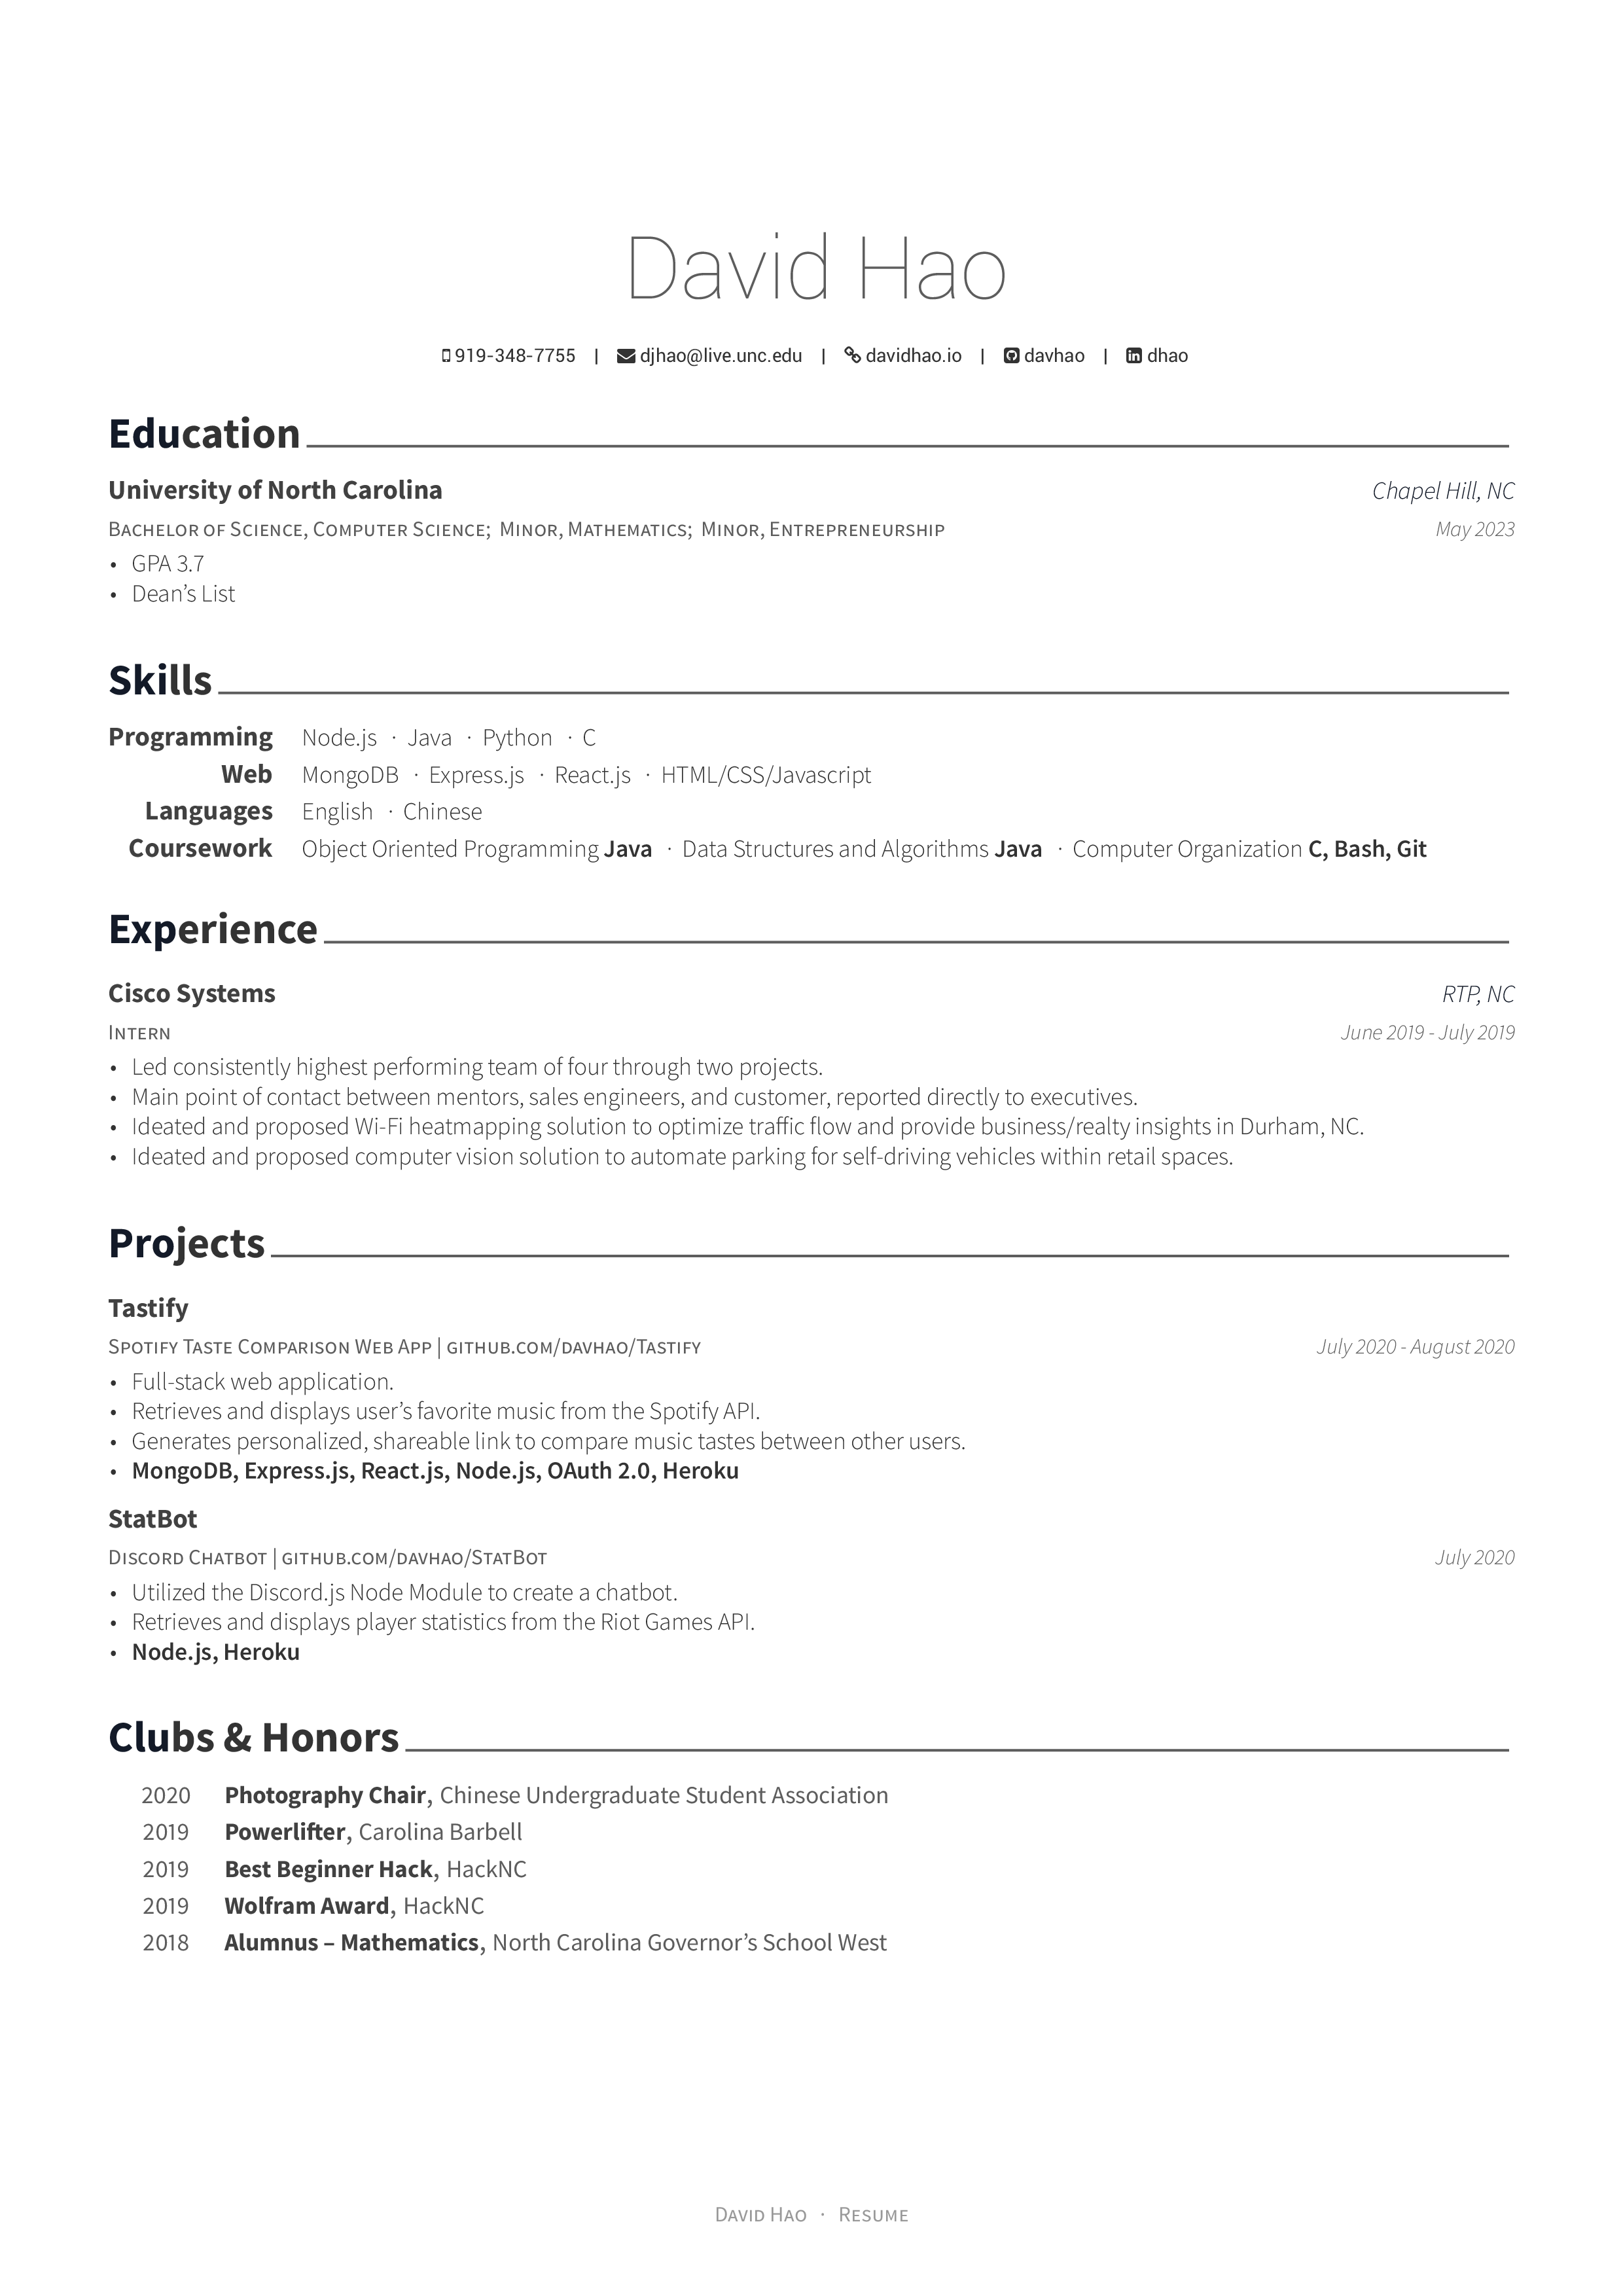 David Hao
919-348-7755 | djhao@live.unc.edu | davidhao.io | davhao | dhao
Education
University of North Carolina Chapel Hill, NC
Bachelor of Science, Computer Science; Minor, Mathematics; Minor, Entrepreneurship May 2023
• GPA 3.7
• Dean’s List
Skills
Programming Node.js · Java · Python · C
Web MongoDB · Express.js · React.js · HTML/CSS/Javascript
Languages English · Chinese
Coursework Object Oriented Programming Java · Data Structures and Algorithms Java · Computer Organization C, Bash, Git
Experience
Cisco Systems RTP, NC
Intern June 2019 - July 2019
• Led consistently highest performing team of four through two projects.
• Main point of contact between mentors, sales engineers, and customer, reported directly to executives.
• Ideated and proposed Wi-Fi heatmapping solution to optimize traffic flow and provide business/realty insights in Durham, NC.
• Ideated and proposed computer vision solution to automate parking for self-driving vehicles within retail spaces.
Projects
Tastify
Spotify Taste Comparison Web App | github.com/davhao/Tastify July 2020 - August 2020
• Full-stack web application.
• Retrieves and displays user’s favorite music from the Spotify API.
• Generates personalized, shareable link to compare music tastes between other users.
• MongoDB, Express.js, React.js, Node.js, OAuth 2.0, Heroku
StatBot
Discord Chatbot | github.com/davhao/StatBot July 2020
• Utilized the Discord.js Node Module to create a chatbot.
• Retrieves and displays player statistics from the Riot Games API.
• Node.js, Heroku
Clubs & Honors
2020 Photography Chair, Chinese Undergraduate Student Association
2019 Powerlifter, Carolina Barbell
2019 Best Beginner Hack, HackNC
2019 Wolfram Award, HackNC
2018 Alumnus – Mathematics, North Carolina Governor’s School West
David Hao · Resume